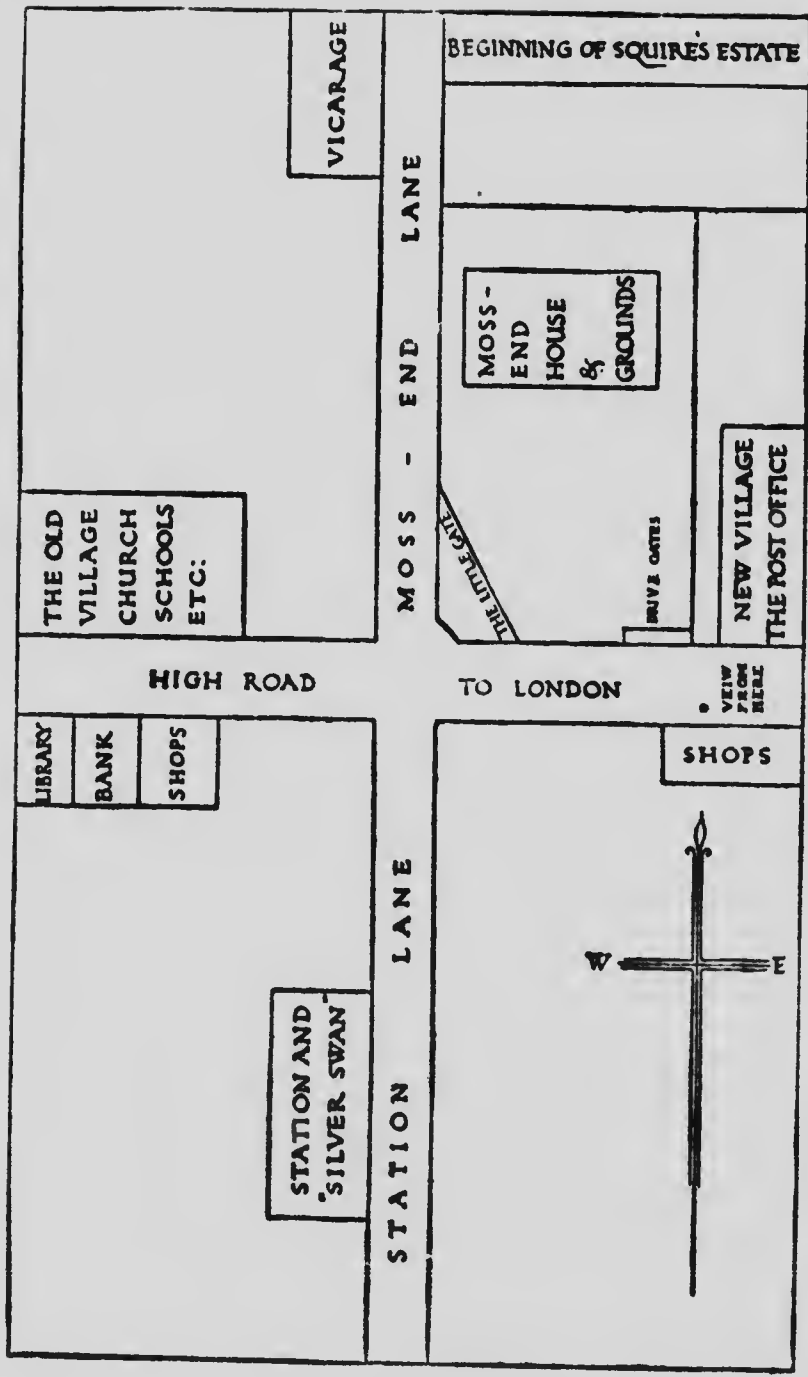 VICARAGE
BEGINNING OF SQUIRE'S ESTATE
MOSS - END LANE
MOSS -
END
HOUSE
&
GROUNDS
THE OLD
VILLAGE
CHURCH
SCHOOLS
ETC:
THE LITTLE GATE
DRIVE GATES
NEW VILLAGE
THE POST OFFICE
HIGH ROAD TO LONDON
VEIW
FROM
HERE
LIBRARY
BANK
SHOPS
SHOPS
STATION LANE
STATION AND
"SILVER SWAN"
W E